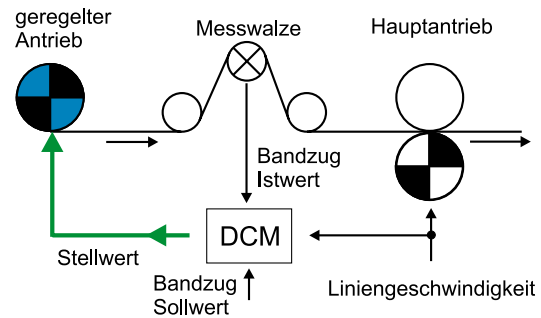 geregelter
Antrieb
Messwalze
Hauptantrieb
Bandzug
Istwert
DCM
Stellwert
Bandzug
Sollwert
Liniengeschwindigkeit